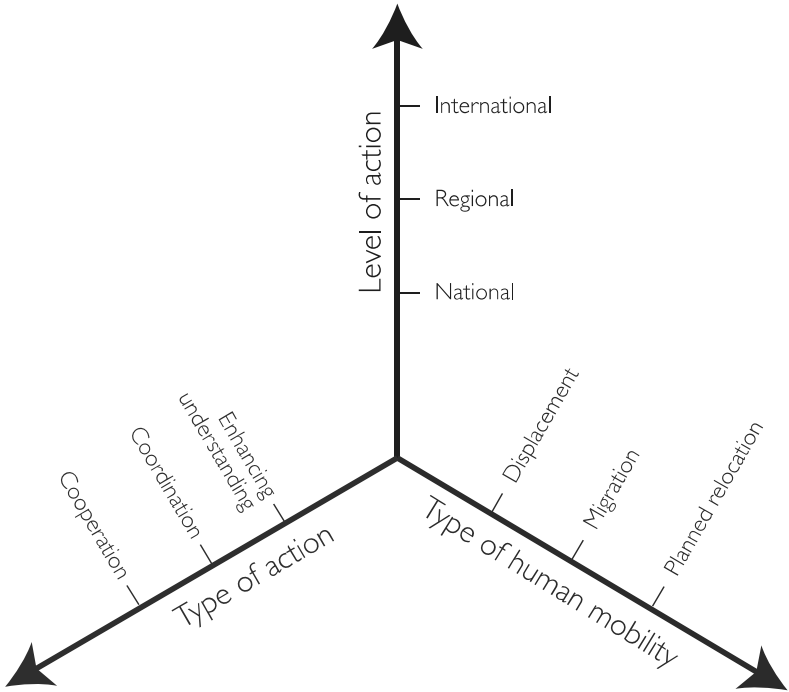 International
Level of action
Regional
National
Enhancing
understanding
Coordination
Cooperation
Type of action
Displacement
Migration
Planned relocation
Type of human mobility